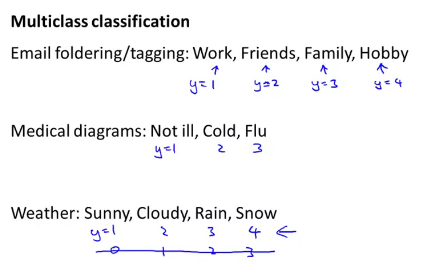 Multiclass classification
Email foldering/tagging: Work, Friends, Family, Hobby
y=1 y=2 y=3 y=4
Medical diagrams: Not ill, Cold, Flu
y=1 2 3
Weather: Sunny, Cloudy, Rain, Snow
y=1 2 3 4 ←
0 1 2 3